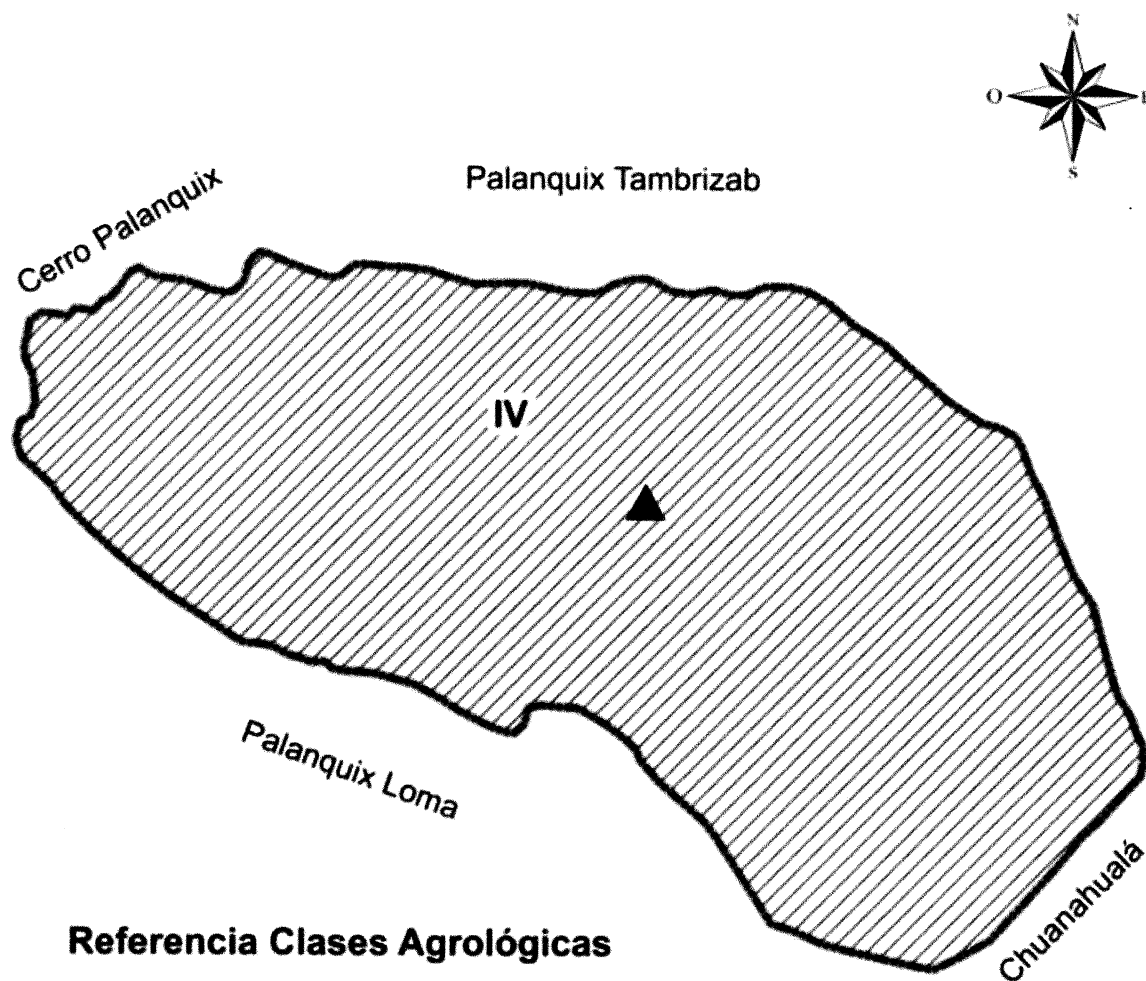 N
O
S
Palanquix Tambrizab
Cerro Palanquix
IV
Palanquix Loma
Chuanahualá
Referencia Clases Agrológicas